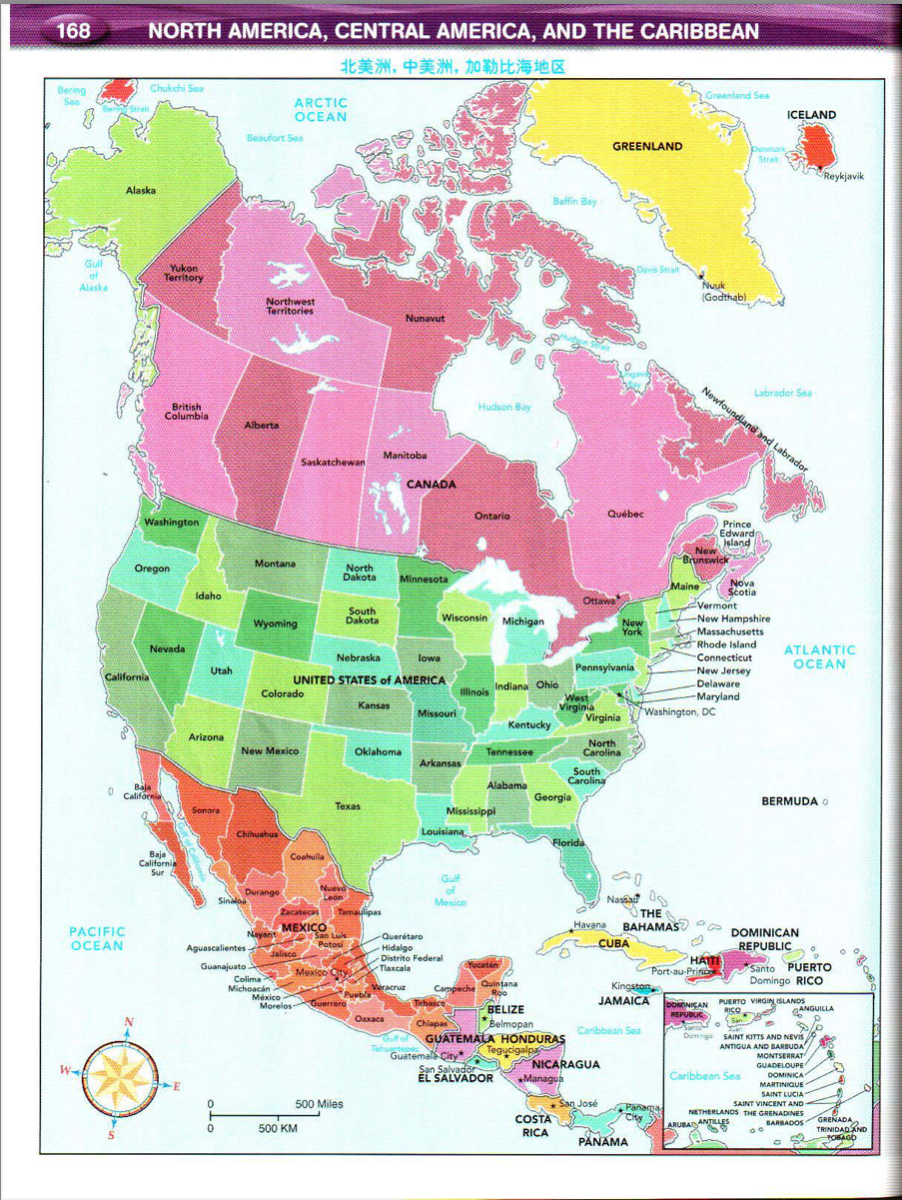 168
NORTH AMERICA, CENTRAL AMERICA, AND THE CARIBBEAN
北美洲，中美洲，加勒比海地区
Bering
Sea
Chukchi Sea
Bering Strait
ARCTIC
OCEAN
Beaufort Sea
Greenland Sea
ICELAND
Denmark
Strait
Reykjavik
GREENLAND
Alaska
Baffin Bay
Gulf
of
Alaska
Yukon
Territory
Northwest
Territories
Nunavut
Davis Strait
Nuuk
(Godthab)
Hudson Strait
Ungava
Bay
Labrador Sea
Newfoundland and Labrador
British
Columbia
Alberta
Saskatchewan
Manitoba
Hudson Bay
CANADA
Ontario
Québec
Prince
Edward
Island
New
Brunswick
Nova
Scotia
Maine
Ottawa
Washington
Oregon
Idaho
Montana
North
Dakota
Minnesota
South
Dakota
Wisconsin
Michigan
New
York
Vermont
New Hampshire
Massachusetts
Rhode Island
Connecticut
New Jersey
Delaware
Maryland
Washington, DC
ATLANTIC
OCEAN
Wyoming
Nevada
Utah
California
Colorado
Nebraska
Iowa
UNITED STATES of AMERICA
Kansas
Missouri
Illinois
Indiana
Ohio
Pennsylvania
West
Virginia
Virginia
Kentucky
Arizona
New Mexico
Oklahoma
Arkansas
Tennessee
North
Carolina
South
Carolina
Texas
Louisiana
Mississippi
Alabama
Georgia
Florida
BERMUDA
Baja
California
Sonora
Chihuahua
Coahuila
Baja
California
Sur
Gulf of California
Sinaloa
Durango
Nuevo
León
Zacatecas
Tamaulipas
MEXICO
Nayarit
San Luis
Potosí
Aguascalientes
Jalisco
Guanajuato
Mexico City
Colima
Michoacán
México
Morelos
Guerrero
Puebla
Veracruz
Oaxaca
Querétaro
Hidalgo
Distrito Federal
Tlaxcala
Tabasco
Chiapas
Campeche
Yucatán
Quintana
Roo
Gulf
of
Mexico
PACIFIC
OCEAN
Nassau
THE
BAHAMAS
Havana
CUBA
DOMINICAN
REPUBLIC
HAITI
Port-au-Prince
Santo
Domingo
PUERTO
RICO
Kingston
JAMAICA
BELIZE
Belmopan
Caribbean Sea
GUATEMALA
HONDURAS
Tegucigalpa
Gulf of
Tehuantepec
Guatemala City
San Salvador
EL SALVADOR
NICARAGUA
Managua
San José
COSTA
RICA
Panama
City
PANAMA
N
W
E
S
0 500 Miles
0 500 KM
DOMINICAN
REPUBLIC
Santo
Domingo
PUERTO
RICO
San
Juan
VIRGIN ISLANDS
ANGUILLA
SAINT KITTS AND NEVIS
ANTIGUA AND BARBUDA
MONTSERRAT
GUADELOUPE
DOMINICA
MARTINIQUE
SAINT LUCIA
SAINT VINCENT AND
THE GRENADINES
BARBADOS
Caribbean Sea
NETHERLANDS
ANTILLES
ARUBA
GRENADA
TRINIDAD AND
TOBAGO